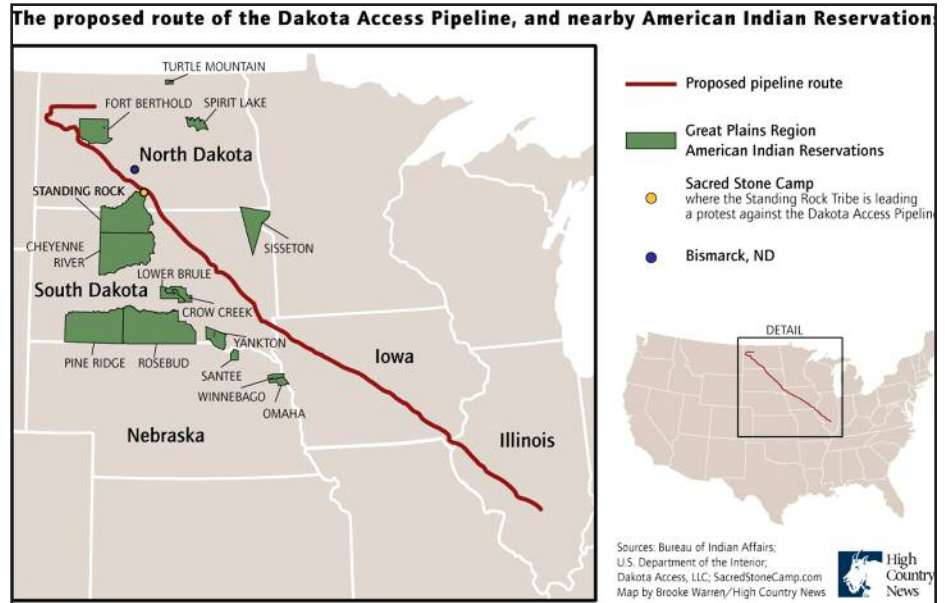 The proposed route of the Dakota Access Pipeline, and nearby American Indian Reservations
TURTLE MOUNTAIN
FORT BERTHOLD
SPIRIT LAKE
North Dakota
STANDING ROCK
CHEYENNE
RIVER
SISSETON
LOWER BRULE
South Dakota
CROW CREEK
YANKTON
PINE RIDGE
ROSEBUD
SANTEE
WINNEBAGO
OMAHA
Iowa
Nebraska
Illinois
Proposed pipeline route
Great Plains Region
American Indian Reservations
Sacred Stone Camp
where the Standing Rock Tribe is leading
a protest against the Dakota Access Pipeline
Bismarck, ND
DETAIL
Sources: Bureau of Indian Affairs;
U.S. Department of the Interior;
Dakota Access, LLC; SacredStoneCamp.com
Map by Brooke Warren/High Country News
High
Country
News